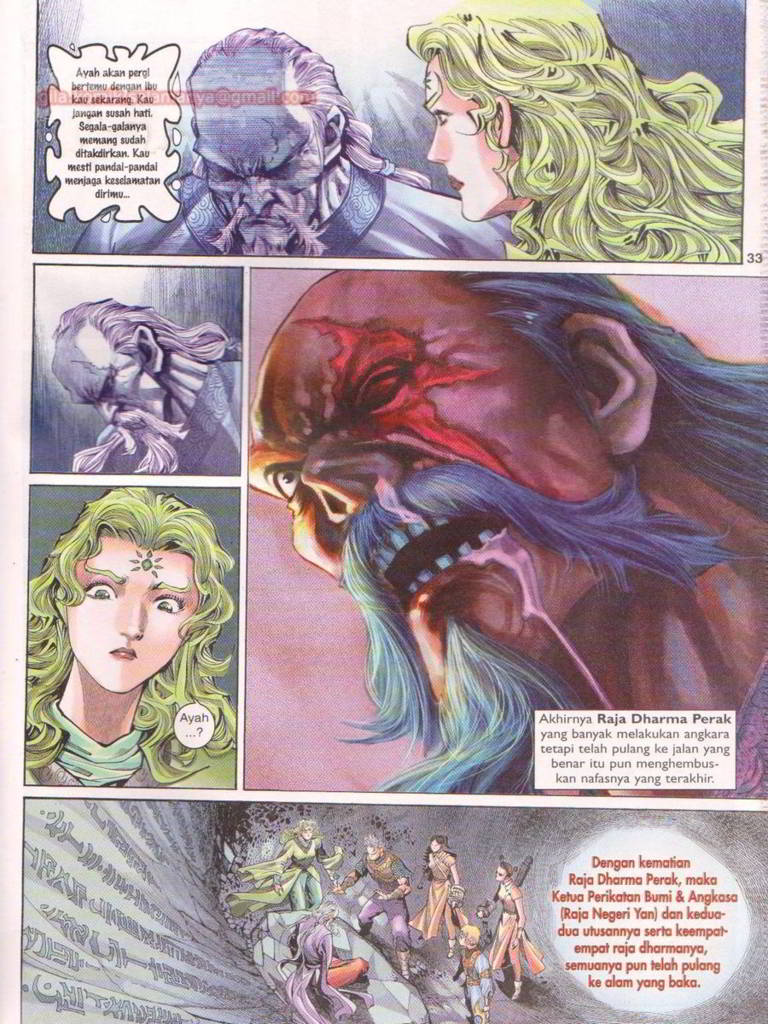 Ayah akan pergi
bertemu dengan ibu
kau sekarang. Kau
jangan susah hati.
Segala-galanya
memang sudah
ditakdirkan. Kau
mesti pandai-pandai
menjaga keselamatan
dirimu...
33
Ayah
...?
Akhirnya Raja Dharma Perak
yang banyak melakukan angkara
tetapi telah pulang ke jalan yang
benar itu pun menghembus-
kan nafasnya yang terakhir.
Dengan kematian
Raja Dharma Perak, maka
Ketua Perikatan Bumi & Angkasa
(Raja Negeri Yan) dan kedua-
dua utusannya serta keempat-
empat raja dharmanya,
semuanya pun telah pulang
ke alam yang baka.